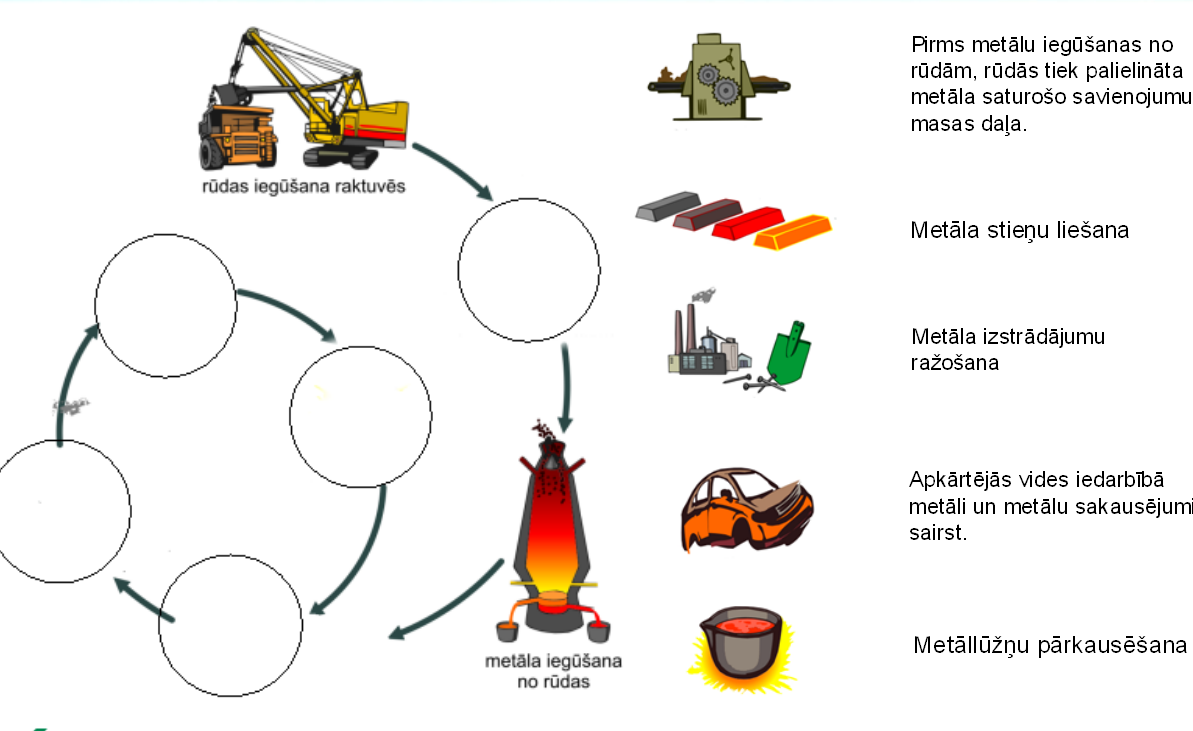 rūdas iegūšana raktuvēs
metāla iegūšana
no rūdas
Pirms metālu iegūšanas no
rūdām, rūdās tiek palielināta
metāla saturošo savienojumu
masas daļa.
Metāla stieņu liešana
Metāla izstrādājumu
ražošana
Apkārtējās vides iedarbībā
metāli un metālu sakausējumi
sairst.
Metāllūžņu pārkausēšana